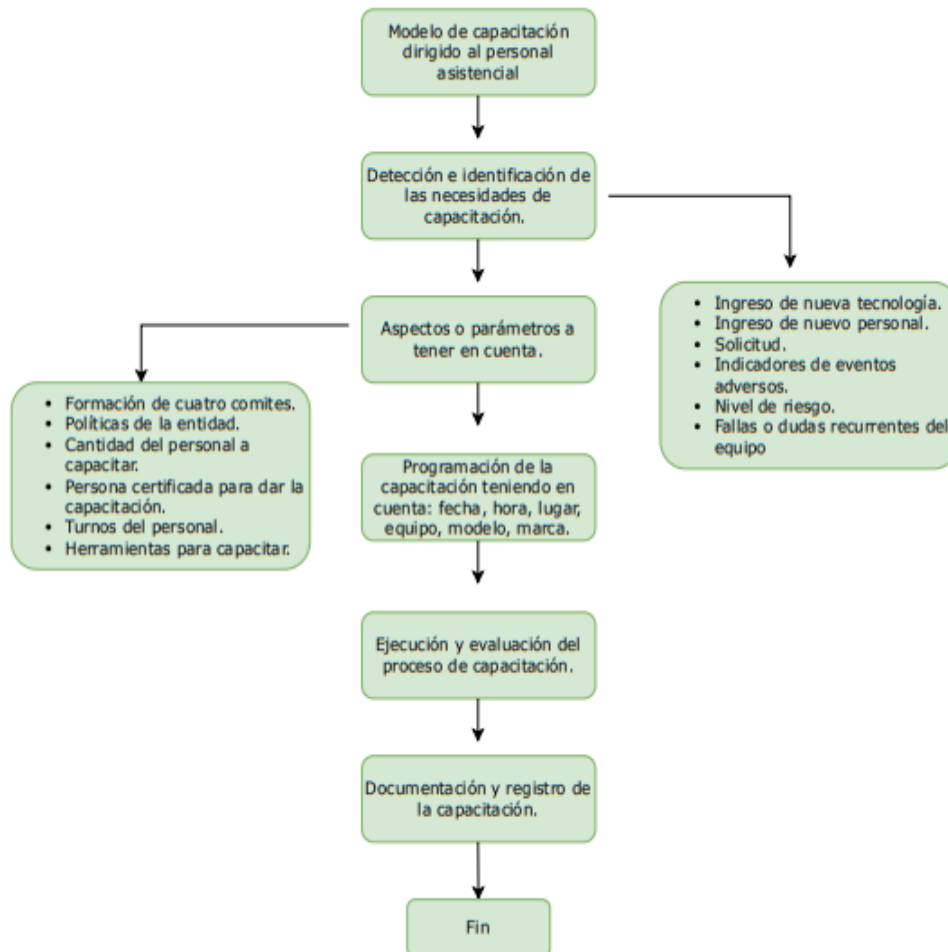 Modelo de capacitación
dirigido al personal
asistencial
Detección e identificación de
las necesidades de
capacitación.
• Ingreso de nueva tecnología.
• Ingreso de nuevo personal.
• Solicitud.
• Indicadores de eventos
adversos.
• Nivel de riesgo.
• Fallas o dudas recurrentes del
equipo
Aspectos o parámetros a
tener en cuenta.
• Formación de cuatro comites.
• Políticas de la entidad.
• Cantidad del personal a
capacitar.
• Persona certificada para dar la
capacitación.
• Turnos del personal.
• Herramientas para capacitar.
Programación de la
capacitación teniendo en
cuenta: fecha, hora, lugar,
equipo, modelo, marca.
Ejecución y evaluación del
proceso de capacitación.
Documentación y registro de
la capacitación.
Fin